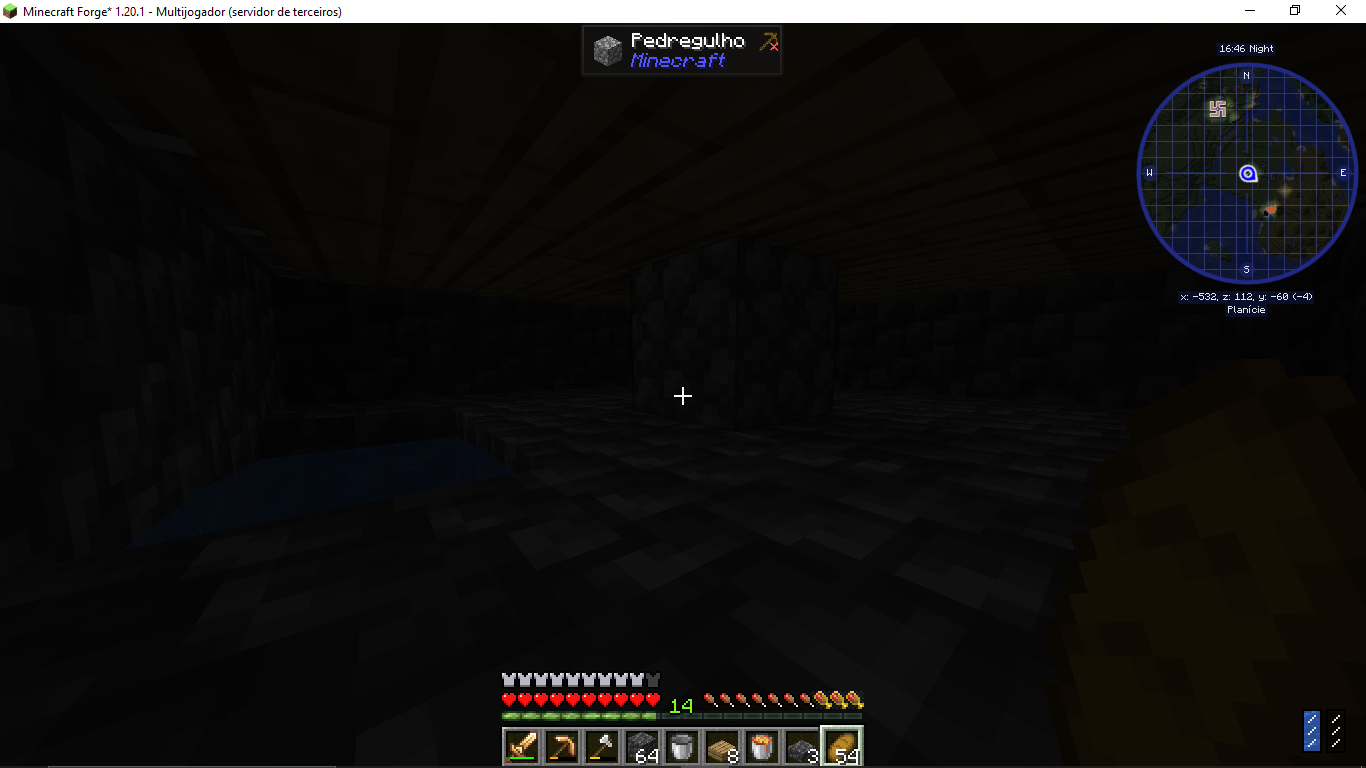 Minecraft Forge* 1.20.1 - Multijogador (servidor de terceiros)
Pedregulho
Minecraft
16:46 Night
N
W
E
S
x: -532, z: 112, y: -60 (-4)
Planície
14
64
8
3
54